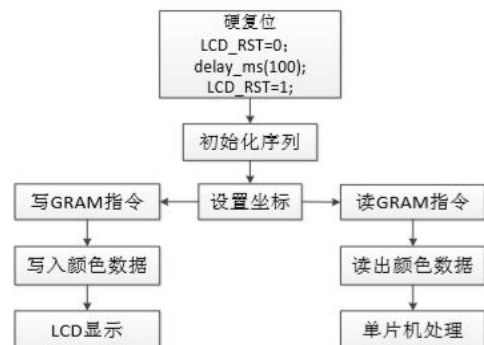 硬复位
LCD_RST=0;
delay_ms(100);
LCD_RST=1;
初始化序列
写GRAM指令
设置坐标
读GRAM指令
写入颜色数据
读出颜色数据
LCD显示
单片机处理